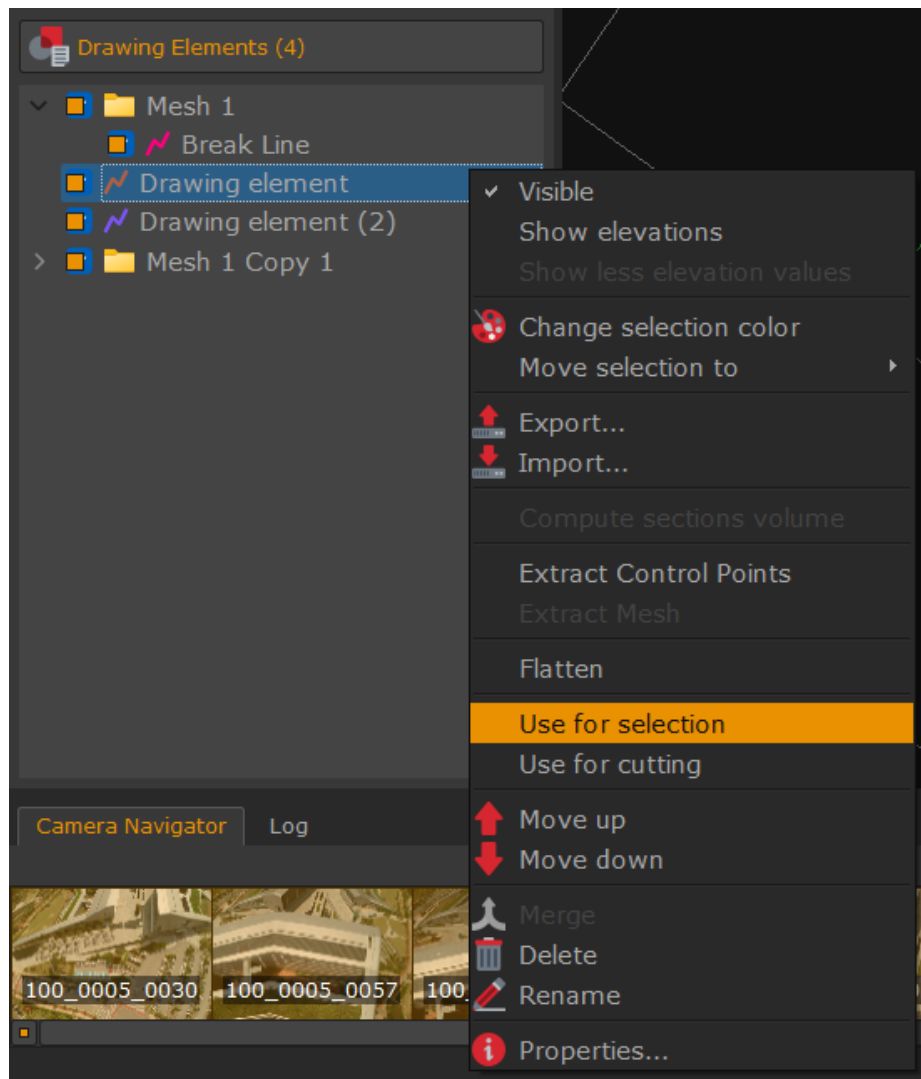 Drawing Elements (4)
Mesh 1
Break Line
Drawing element
Drawing element (2)
Mesh 1 Copy 1
Visible
Show elevations
Show less elevation values
Change selection color
Move selection to
Export...
Import...
Compute sections volume
Extract Control Points
Extract Mesh
Flatten
Use for selection
Use for cutting
Move up
Move down
Merge
Delete
Rename
Properties...
Camera Navigator
Log
100_0005_0030
100_0005_0057
100_